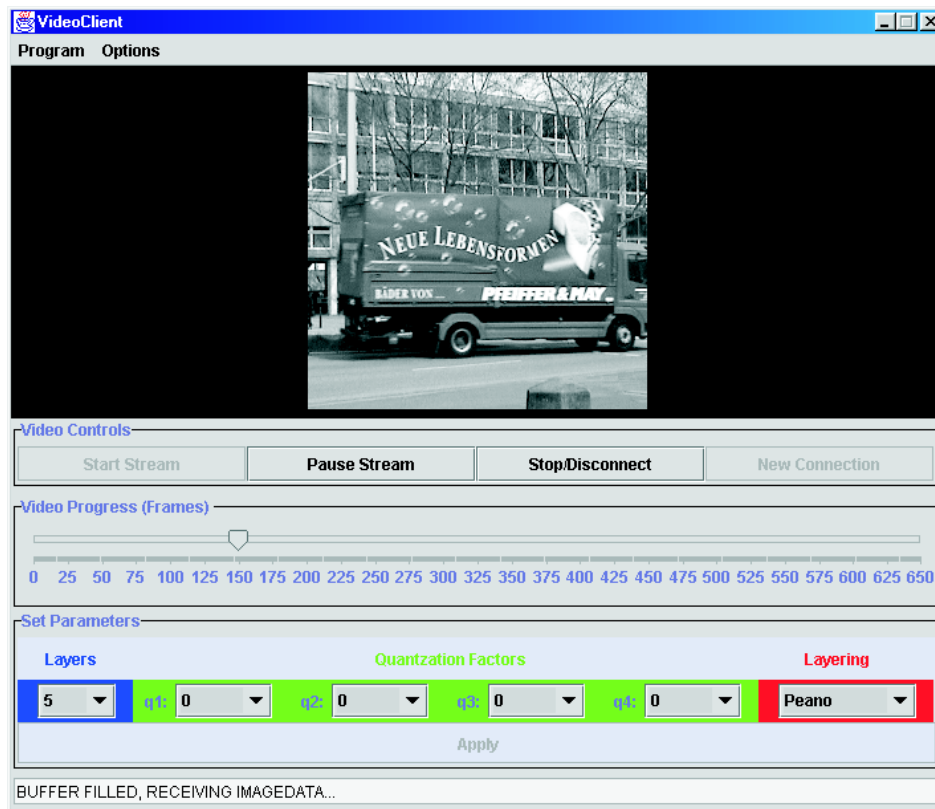 VideoClient
Program Options
NEUE LEBENSFORMEN
BÄDER VON ... PFEIFFER & MAY
Video Controls
Start Stream Pause Stream Stop/Disconnect New Connection
Video Progress (Frames)
0 25 50 75 100 125 150 175 200 225 250 275 300 325 350 375 400 425 450 475 500 525 550 575 600 625 650
Set Parameters
Layers Quantzation Factors Layering
5 q1: 0 q2: 0 q3: 0 q4: 0 Peano
Apply
BUFFER FILLED, RECEIVING IMAGEDATA...